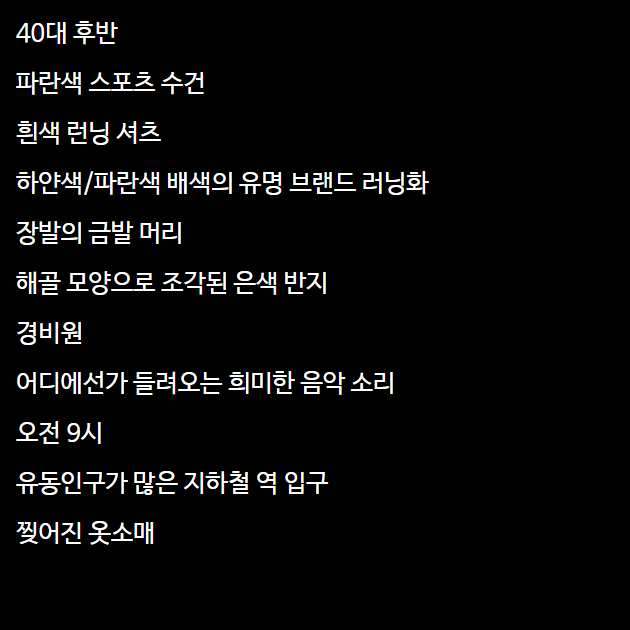 40대 후반
파란색 스포츠 수건
흰색 런닝 셔츠
하얀색/파란색 배색의 유명 브랜드 러닝화
장발의 금발 머리
해골 모양으로 조각된 은색 반지
경비원
어디에선가 들려오는 희미한 음악 소리
오전 9시
유동인구가 많은 지하철 역 입구
찢어진 옷소매